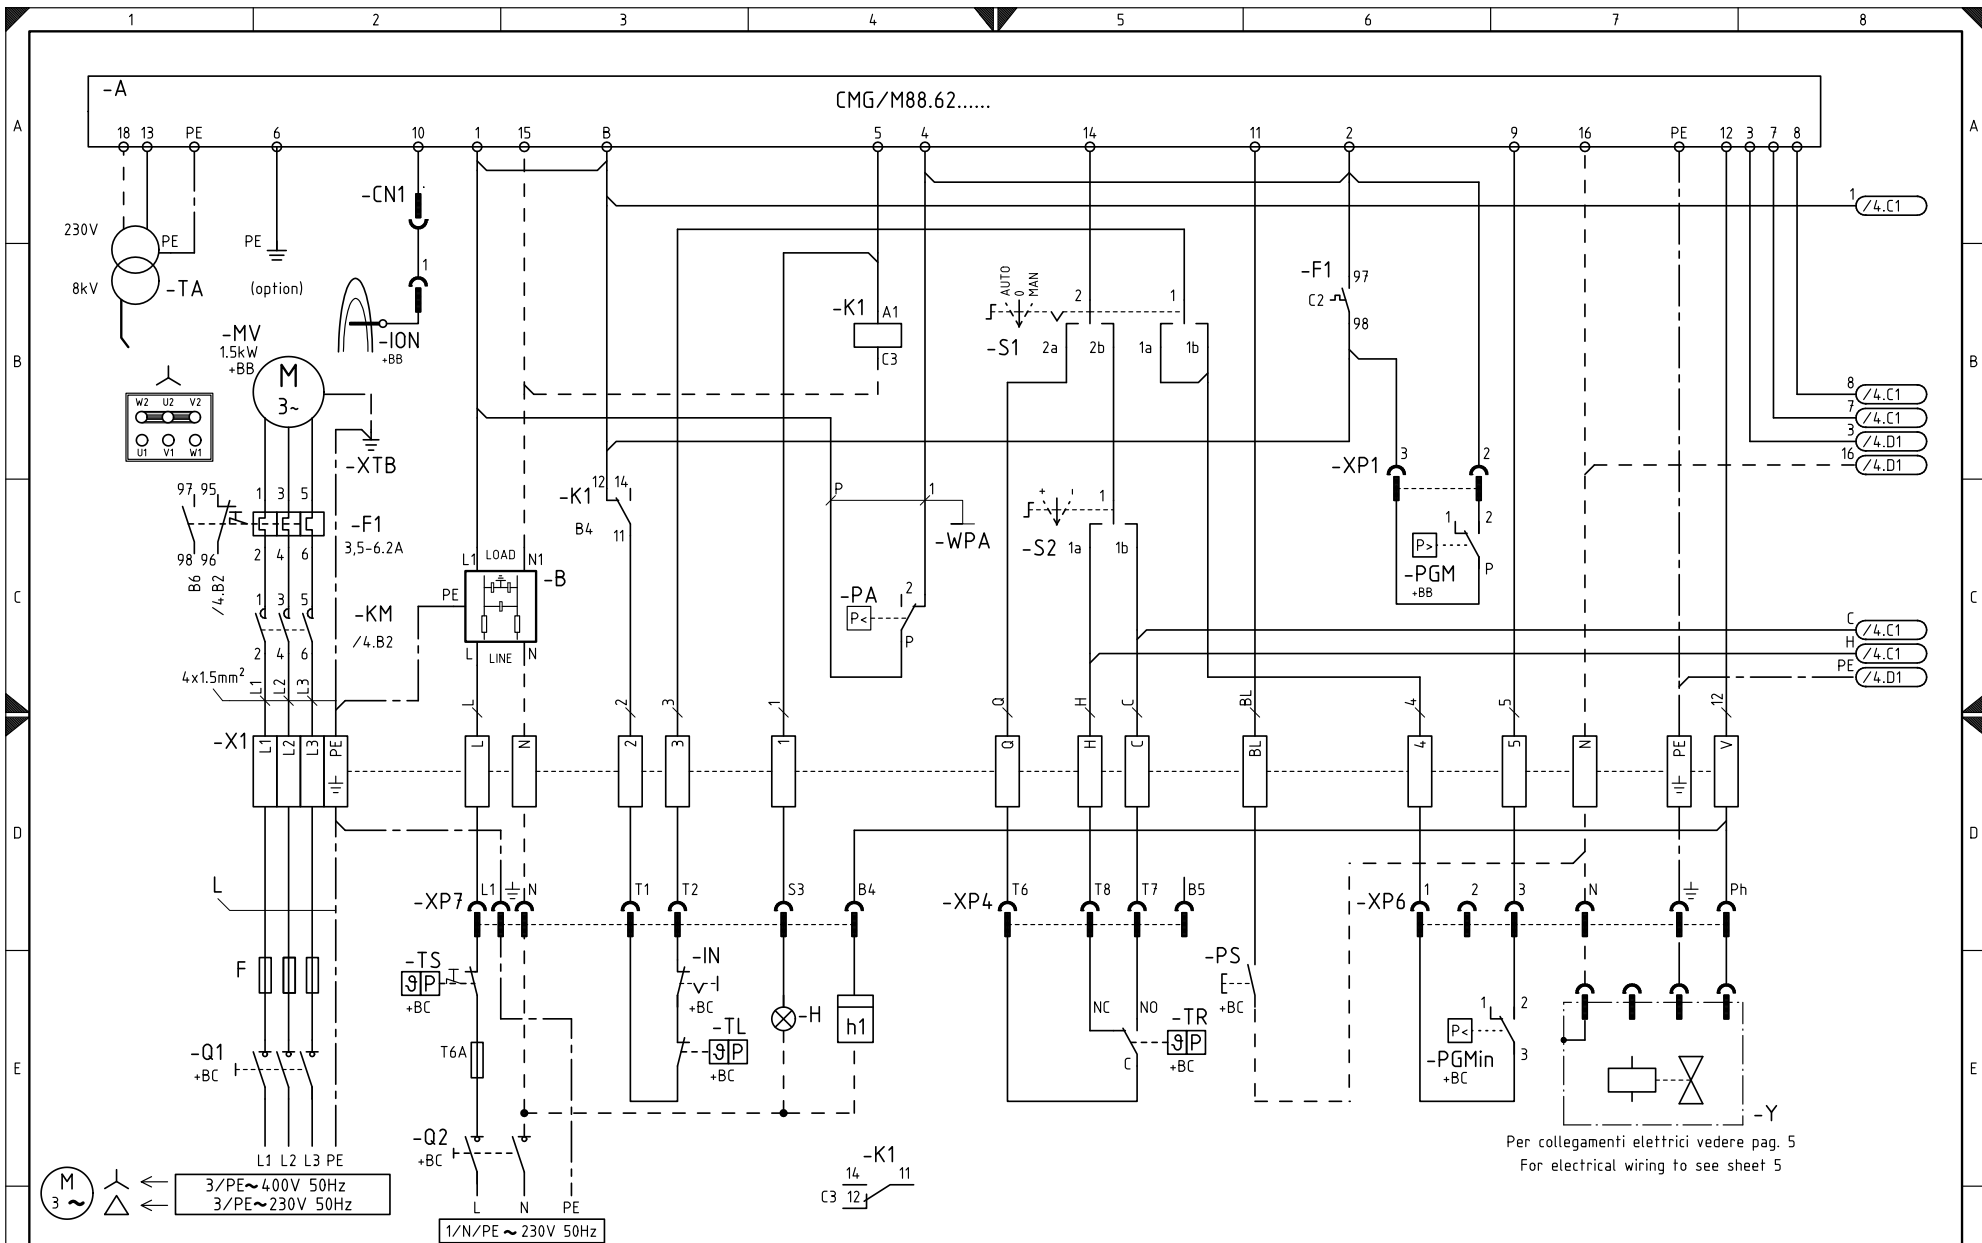 1 2 3 4 5 6 7 8
-A
CMG/M88.62......
A 18 13 PE 6 10 1 15 B 5 4 14 11 2 9 16 PE 12 3 7 8 A
-CN1
1 /4.C1
230V PE PE
8kV -TA (option)
1
-ION
+BB
-K1 A1
C3
AUTO 0 MAN
2 1
-S1 2a 2b 1a 1b
-F1 97
C2
98
-MV
1.5kW
+BB
M
3~
B B
W2 U2 V2
U1 V1 W1
-XTB
8 /4.C1
7 /4.C1
3 /4.D1
16 /4.D1
-XP1 3 2
97 95 1 3 5
-F1
3,5-6.2A
98 96 2 4 6
B6 /4.B2
-K1 12 14
B4 11
P 1
-WPA
+ - 1
-S2 1a 1b
1 2
P>
-PGM P
+BB
L1 LOAD N1
PE -B
L LINE N
-PA 2
P<
P
C 1 3 5 C
-KM
/4.B2
2 4 6
4x1.5mm²
L1 L2 L3
C /4.C1
H /4.C1
PE /4.D1
L 2 3 1 Q H C BL 4 5 12
-X1 L1 L2 L3 PE L N 2 3 1 Q H C BL 4 5 N PE V
D D
L
-XP7 L1 N T1 T2 S3 B4 -XP4 T6 T8 T7 B5 -XP6 1 2 3 N Ph
F
-TS
ϑ P
+BC
-IN
+BC
-TL
ϑ P
+BC
-H
h1
NC NO
-TR
ϑ P
C +BC
-PS
+BC
1 2
P<
-PGMin 3
+BC
E E
T6A
-Q1
+BC
-Y
-Q2
+BC
Per collegamenti elettrici vedere pag. 5
For electrical wiring to see sheet 5
L1 L2 L3 PE
M
3 ~
3/PE~400V 50Hz
3/PE~230V 50Hz
-K1
14 11
C3 12
L N PE
1/N/PE ~ 230V 50Hz